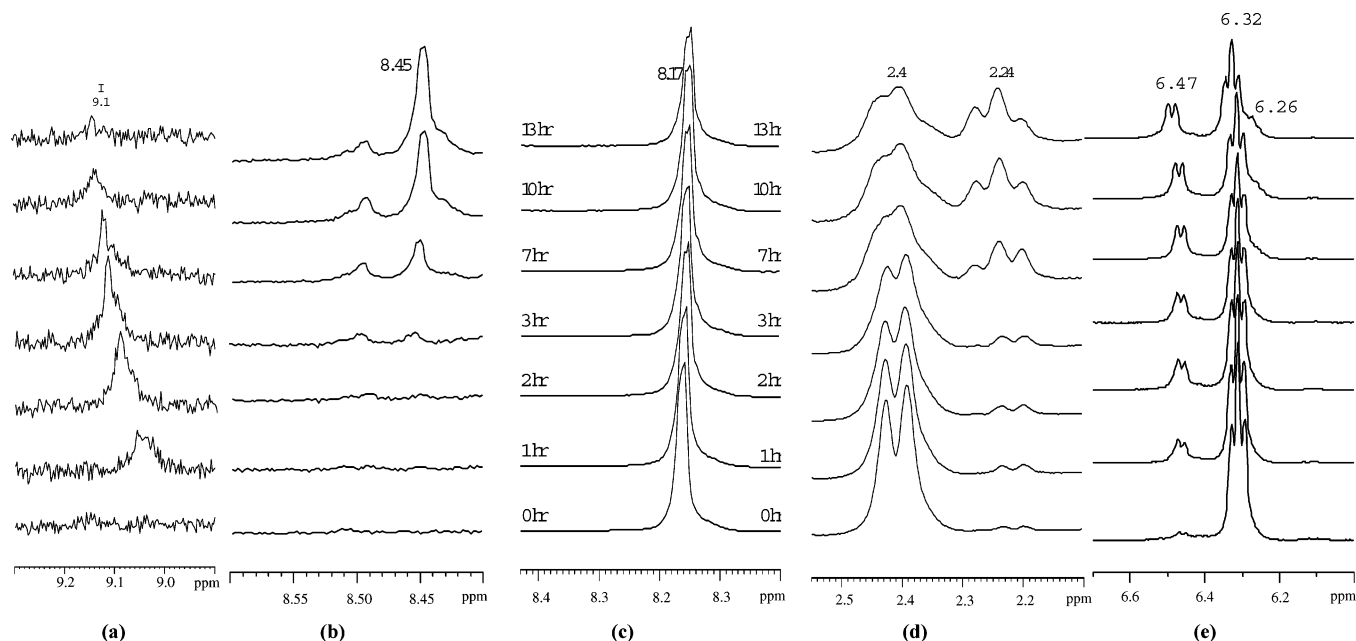 I
9.1
8.45
8.17
13hr
10hr
7hr
3hr
2hr
1hr
0hr
13hr
10hr
7hr
3h
2h
1h
0h
2.4
2.24
6.47
6.32
6.26
9.2 9.1 9.0 ppm
8.55 8.50 8.45 ppm
8.4 8.3 8.2 8.3 ppm
2.5 2.4 2.3 2.2 ppm
6.6 6.4 6.2 ppm
(a) (b) (c) (d) (e)